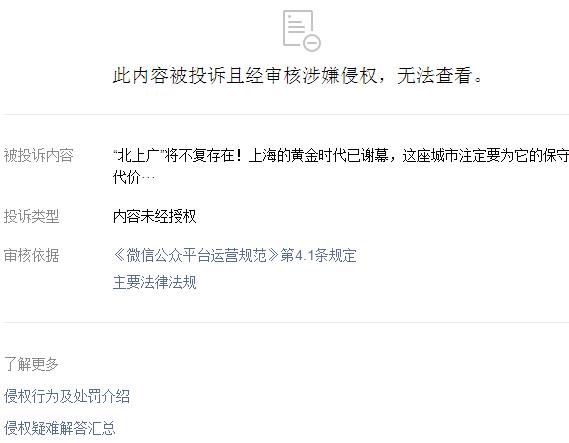 此内容被投诉且经审核涉嫌侵权，无法查看。
被投诉内容 “北上广”将不复存在！上海的黄金时代已谢幕，这座城市注定要为它的保守
代价…
投诉类型 内容未经授权
审核依据 《微信公众平台运营规范》第4.1条规定
主要法律法规
了解更多
侵权行为及处罚介绍
侵权疑难解答汇总